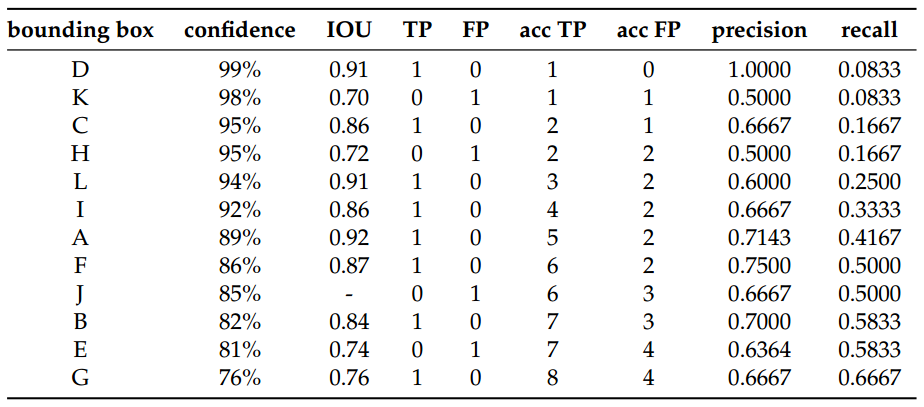 bounding box confidence IOU TP FP acc TP acc FP precision recall
D 99% 0.91 1 0 1 0 1.0000 0.0833
K 98% 0.70 0 1 1 1 0.5000 0.0833
C 95% 0.86 1 0 2 1 0.6667 0.1667
H 95% 0.72 0 1 2 2 0.5000 0.1667
L 94% 0.91 1 0 3 2 0.6000 0.2500
I 92% 0.86 1 0 4 2 0.6667 0.3333
A 89% 0.92 1 0 5 2 0.7143 0.4167
F 86% 0.87 1 0 6 2 0.7500 0.5000
J 85% - 0 1 6 3 0.6667 0.5000
B 82% 0.84 1 0 7 3 0.7000 0.5833
E 81% 0.74 0 1 7 4 0.6364 0.5833
G 76% 0.76 1 0 8 4 0.6667 0.6667